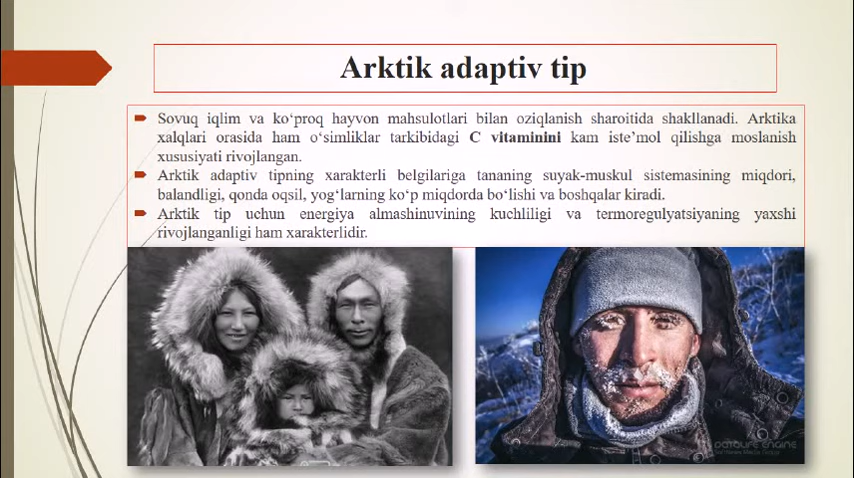 Arktik adaptiv tip
Sovuq iqlim va ko‘proq hayvon mahsulotlari bilan oziqlanish sharoitida shakllanadi. Arktika
xalqlari orasida ham o‘simliklar tarkibidagi C vitaminini kam iste’mol qilishga moslanish
xususiyati rivojlangan.
Arktik adaptiv tipning xarakterli belgilariga tananing suyak-muskul sistemasining miqdori,
balandligi, qonda oqsil, yog‘larning ko‘p miqdorda bo‘lishi va boshqalar kiradi.
Arktik tip uchun energiya almashinuvining kuchliligi va termoregulyatsiyaning yaxshi
rivojlanganligi ham xarakterlidir.